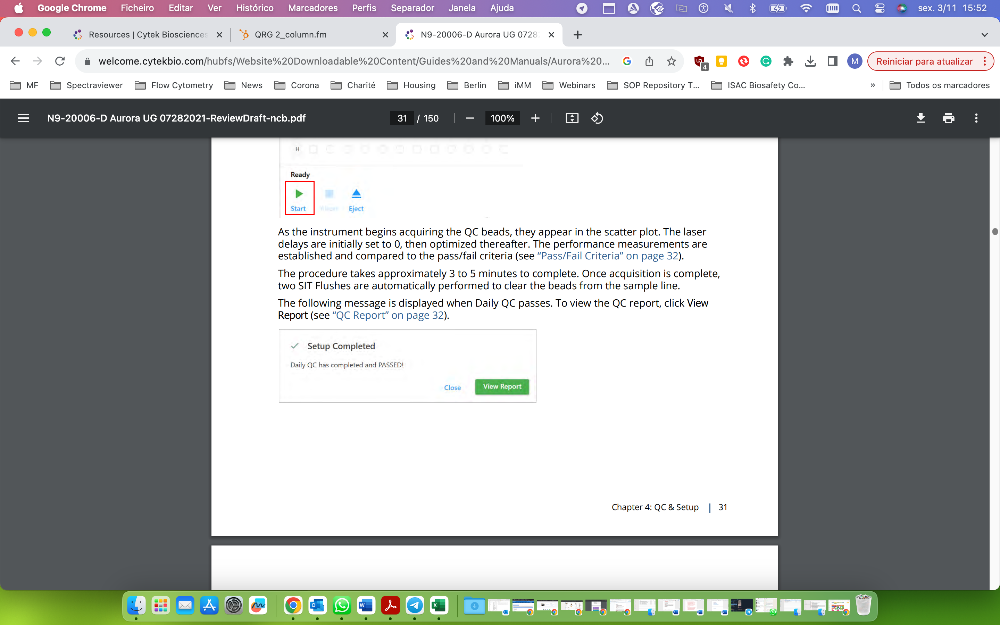 Google Chrome Ficheiro Editar Ver Histórico Marcadores Perfis Separador Janela Ajuda sex. 3/11 15:52
Resources | Cytek Biosciences QRG 2_column.fm N9-20006-D Aurora UG 0728
welcome.cytekbio.com/hubfs/Website%20Downloadable%20Content/Guides%20and%20Manuals/Aurora%20... 4 M Reiniciar para atualizar
MF Spectraviewer Flow Cytometry News Corona Charité Housing Berlin iMM Webinars SOP Repository T... ISAC Biosafety Co... » Todos os marcadores
N9-20006-D Aurora UG 07282021-ReviewDraft-ncb.pdf 31 / 150 100%
H
Ready
Start Eject
As the instrument begins acquiring the QC beads, they appear in the scatter plot. The laser
delays are initially set to 0, then optimized thereafter. The performance measurements are
established and compared to the pass/fail criteria (see “Pass/Fail Criteria” on page 32).
The procedure takes approximately 3 to 5 minutes to complete. Once acquisition is complete,
two SIT Flushes are automatically performed to clear the beads from the sample line.
The following message is displayed when Daily QC passes. To view the QC report, click View
Report (see “QC Report” on page 32).
Setup Completed
Daily QC has completed and PASSED!
Close View Report
Chapter 4: QC & Setup | 31